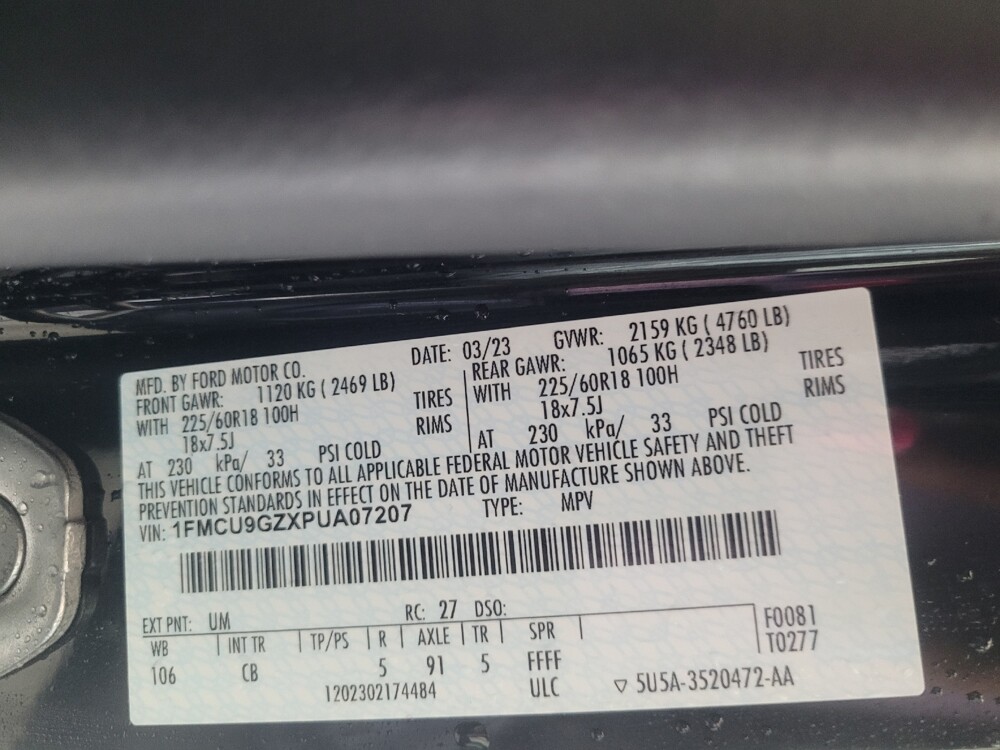 MFD. BY FORD MOTOR CO. DATE: 03/23 GVWR: 2159 KG ( 4760 LB)
FRONT GAWR: 1120 KG ( 2469 LB) REAR GAWR: 1065 KG ( 2348 LB)
WITH 225/60R18 100H TIRES WITH 225/60R18 100H TIRES
18x7.5J RIMS 18x7.5J RIMS
AT 230 kPa/ 33 PSI COLD AT 230 kPa/ 33 PSI COLD
THIS VEHICLE CONFORMS TO ALL APPLICABLE FEDERAL MOTOR VEHICLE SAFETY AND THEFT
PREVENTION STANDARDS IN EFFECT ON THE DATE OF MANUFACTURE SHOWN ABOVE.
VIN: 1FMCU9GZXPUA07207 TYPE: MPV
EXT PNT: UM RC: 27 DSO:
WB INT TR TP/PS R AXLE TR SPR F0081
106 CB 5 91 5 FFFF T0277
1202302174484 ULC ▽ 5U5A-3520472-AA